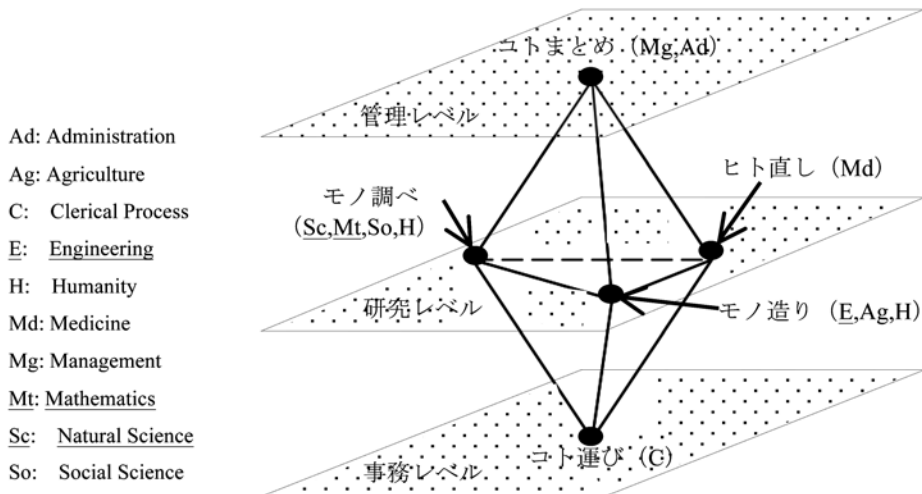 コトまとめ（Mg,Ad）
管理レベル
Ad: Administration
Ag: Agriculture
C: Clerical Process
E: Engineering
H: Humanity
Md: Medicine
Mg: Management
Mt: Mathematics
Sc: Natural Science
So: Social Science
ヒト直し（Md）
モノ調べ
（Sc,Mt,So,H）
研究レベル
モノ造り（E,Ag,H）
コト運び（C）
事務レベル